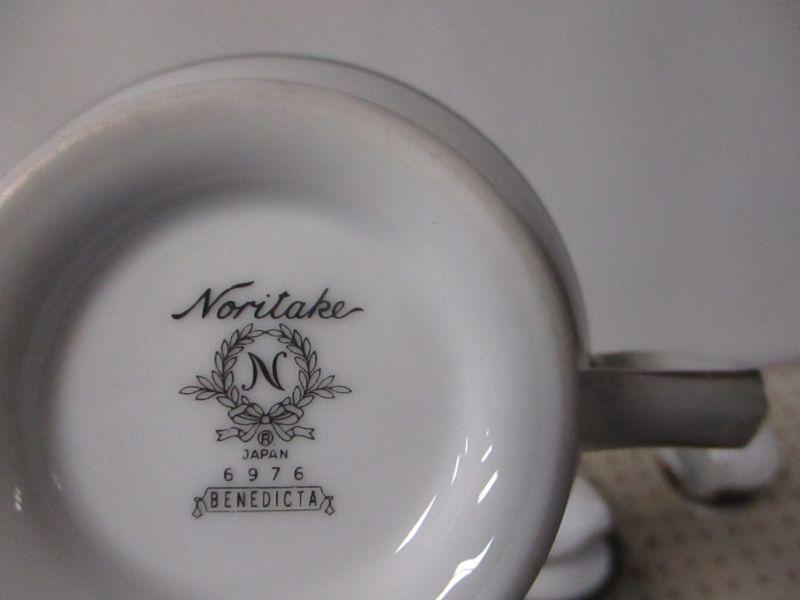 Noritake
N
®
JAPAN
6976
BENEDICTA